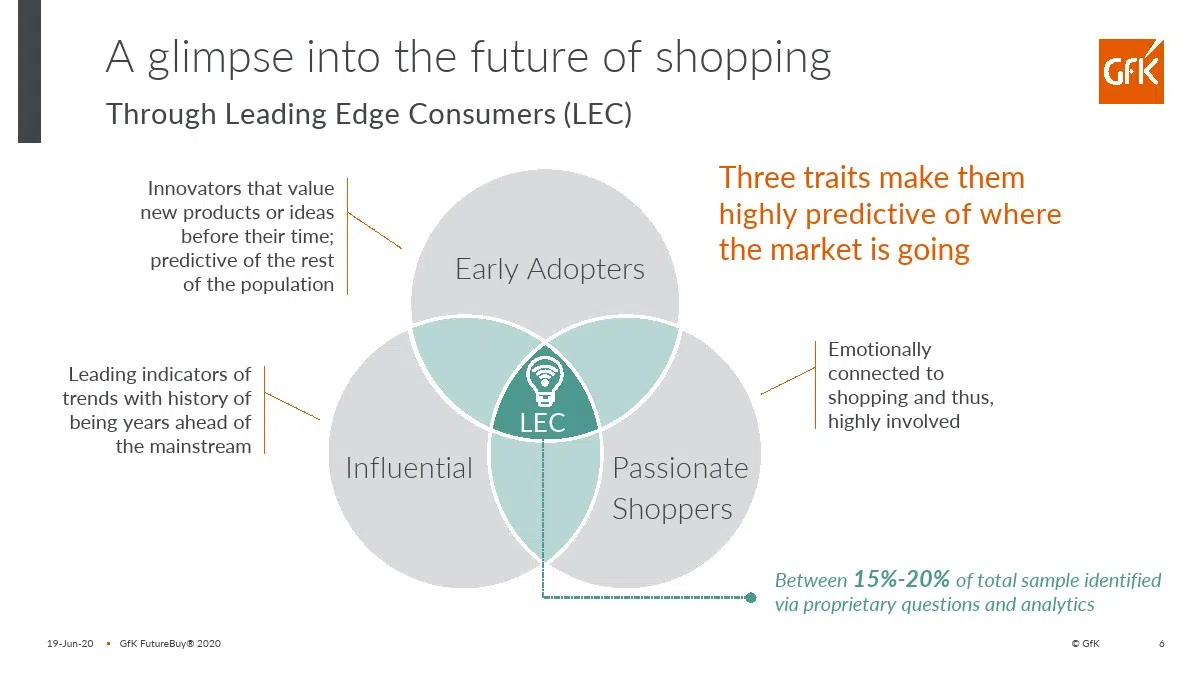 A glimpse into the future of shopping
Through Leading Edge Consumers (LEC)
GfK
Innovators that value
new products or ideas
before their time;
predictive of the rest
of the population
Three traits make them
highly predictive of where
the market is going
Early Adopters
Leading indicators of
trends with history of
being years ahead of
the mainstream
Emotionally
connected to
shopping and thus,
highly involved
LEC
Influential
Passionate
Shoppers
Between 15%-20% of total sample identified
via proprietary questions and analytics
19-Jun-20 • GfK FutureBuy® 2020
© GfK
6